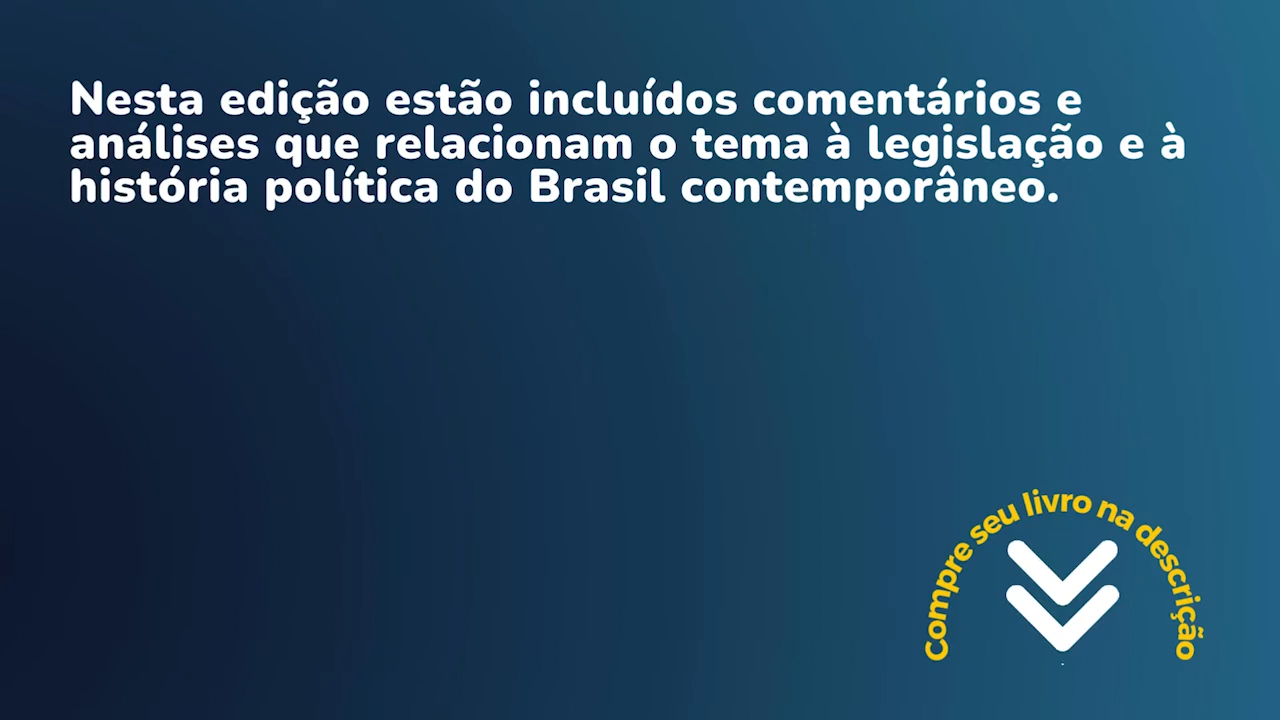 Nesta edição estão incluídos comentários e
análises que relacionam o tema à legislação e à
história política do Brasil contemporâneo.
Compre seu livro na descrição